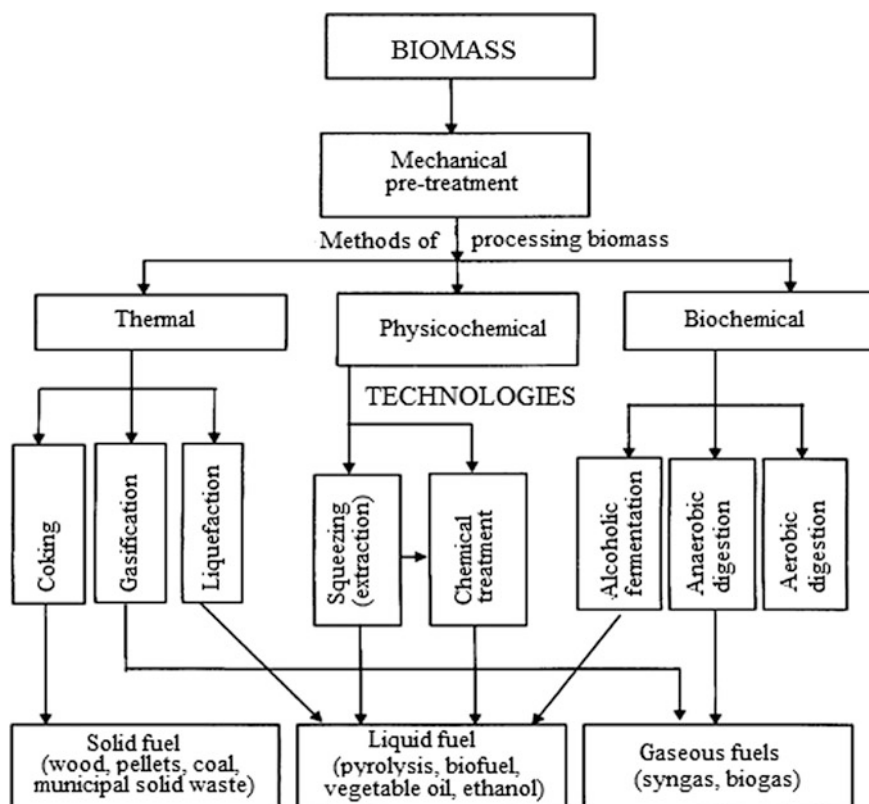 BIOMASS
Mechanical
pre-treatment
Methods of processing biomass
Thermal
Physicochemical
Biochemical
TECHNOLOGIES
Coking
Gasification
Liquefaction
Squeezing
(extraction)
Chemical
treatment
Alcoholic
fermentation
Anaerobic
digestion
Aerobic
digestion
Solid fuel
(wood, pellets, coal,
municipal solid waste)
Liquid fuel
(pyrolysis, biofuel,
vegetable oil, ethanol)
Gaseous fuels
(syngas, biogas)